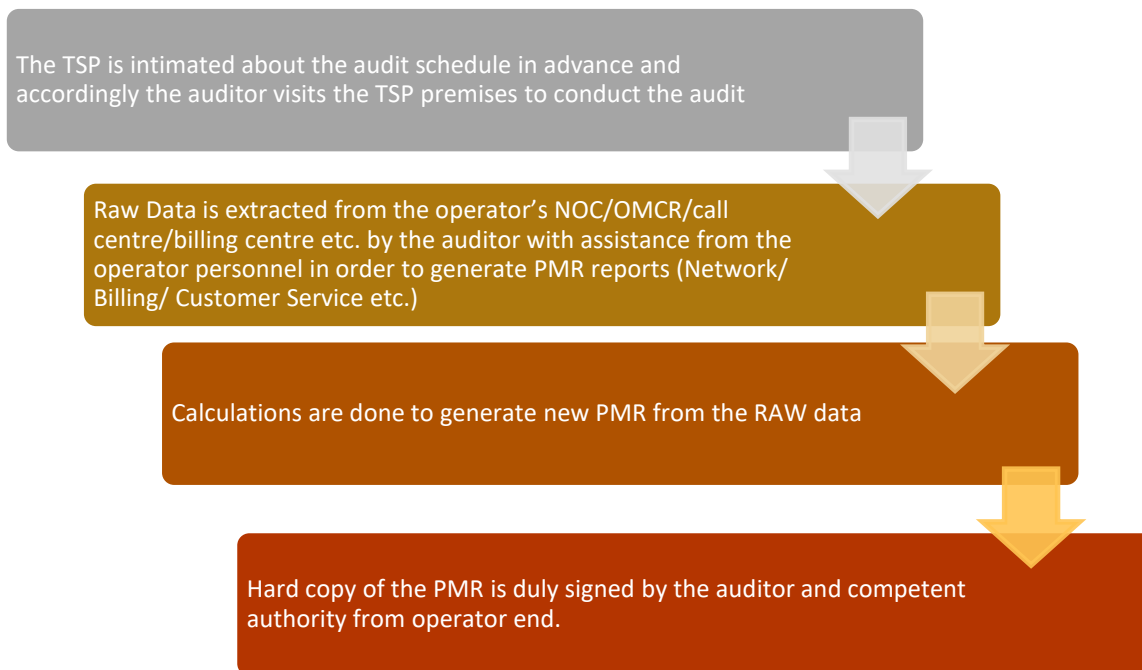 The TSP is intimated about the audit schedule in advance and
accordingly the auditor visits the TSP premises to conduct the audit
Raw Data is extracted from the operator’s NOC/OMCR/call
centre/billing centre etc. by the auditor with assistance from the
operator personnel in order to generate PMR reports (Network/
Billing/ Customer Service etc.)
Calculations are done to generate new PMR from the RAW data
Hard copy of the PMR is duly signed by the auditor and competent
authority from operator end.